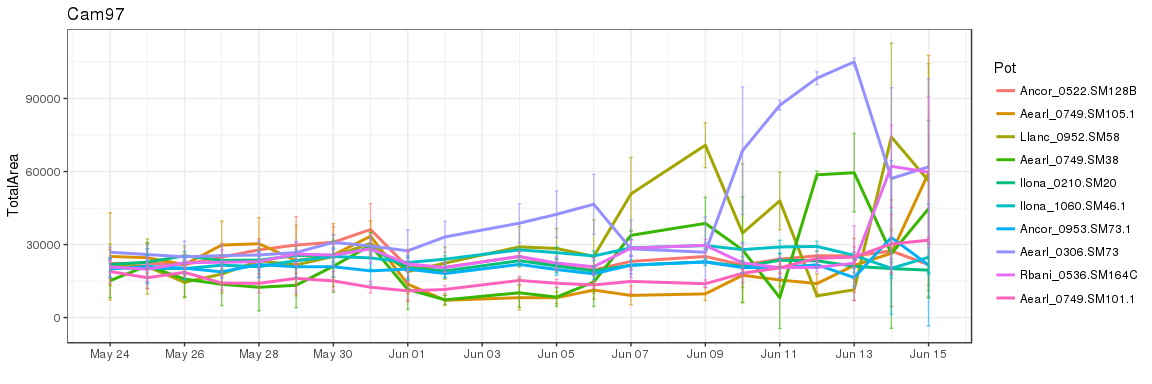 Cam97
TotalArea
90000
60000
30000
0
May 24
May 26
May 28
May 30
Jun 01
Jun 03
Jun 05
Jun 07
Jun 09
Jun 11
Jun 13
Jun 15
Pot
Ancor_0522.SM128B
Aearl_0749.SM105.1
Llanc_0952.SM58
Aearl_0749.SM38
Ilona_0210.SM20
Ilona_1060.SM46.1
Ancor_0953.SM73.1
Aearl_0306.SM73
Rbani_0536.SM164C
Aearl_0749.SM101.1